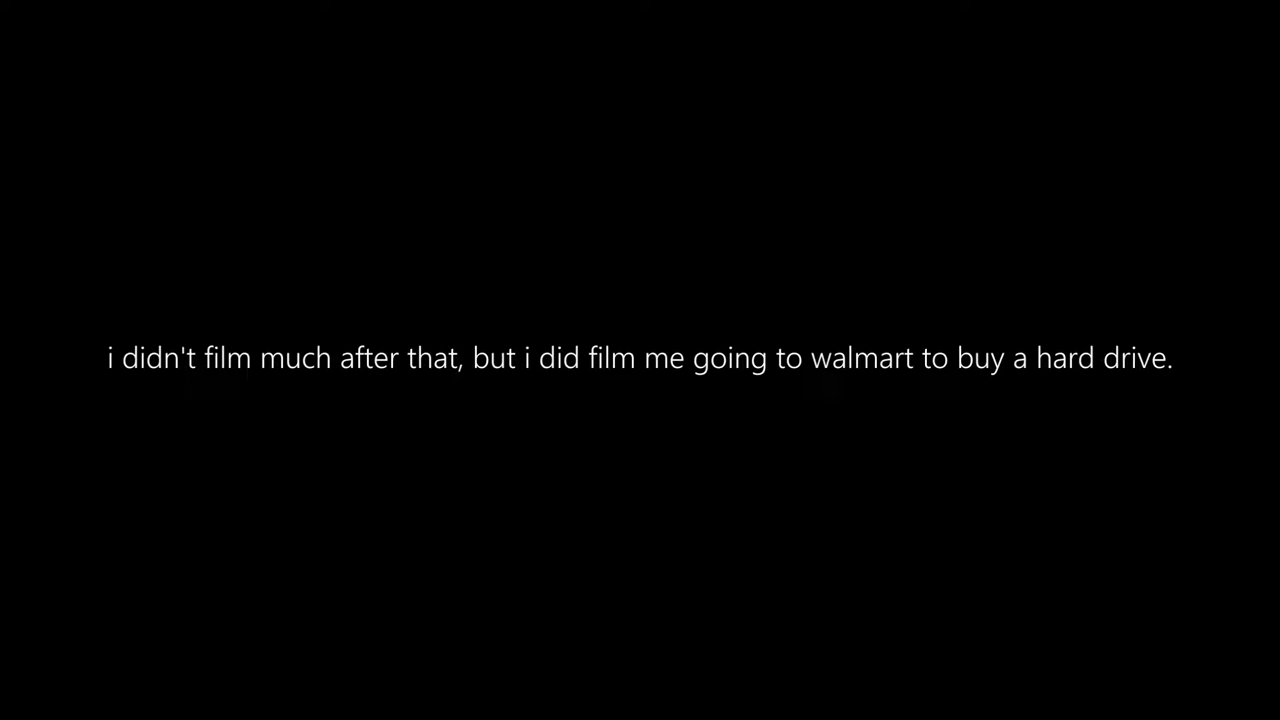 i didn't film much after that, but i did film me going to walmart to buy a hard drive.